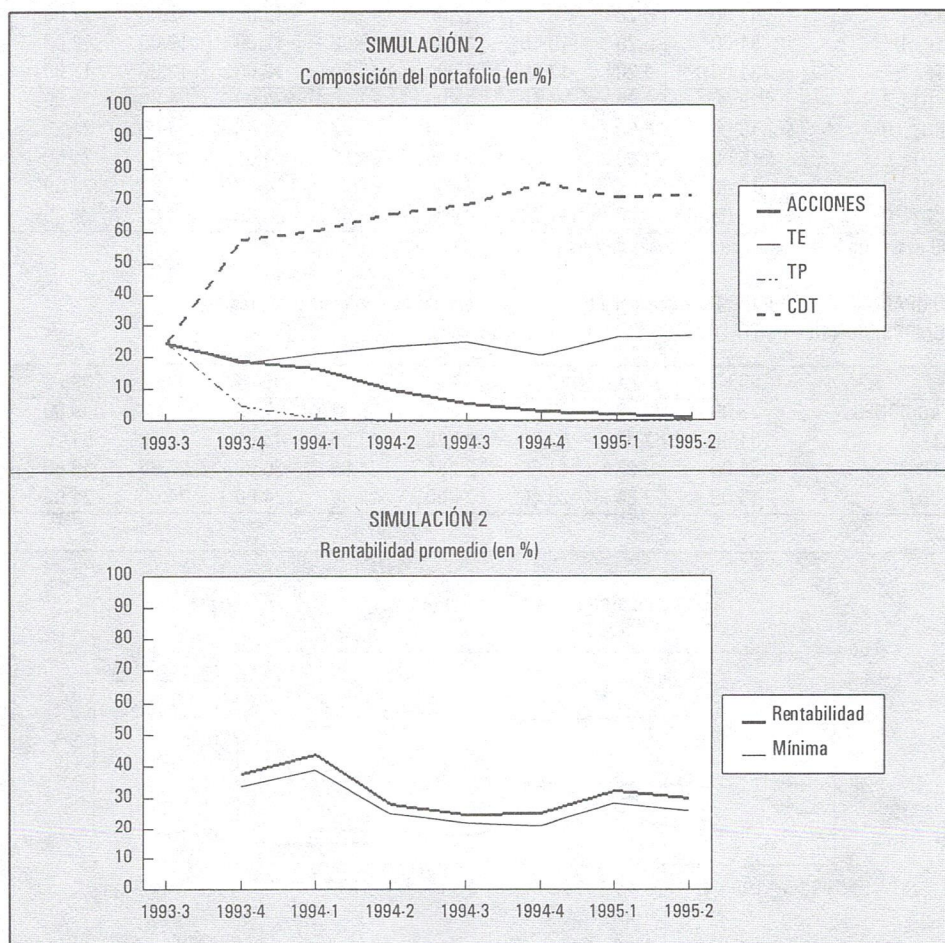 SIMULACIÓN 2
Composición del portafolio (en %)
100
90
80
70
60
50
40
30
20
10
0
1993-3 1993-4 1994-1 1994-2 1994-3 1994-4 1995-1 1995-2
ACCIONES
TE
TP
CDT
SIMULACIÓN 2
Rentabilidad promedio (en %)
100
90
80
70
60
50
40
30
20
10
0
1993-3 1993-4 1994-1 1994-2 1994-3 1994-4 1995-1 1995-2
Rentabilidad
Mínima